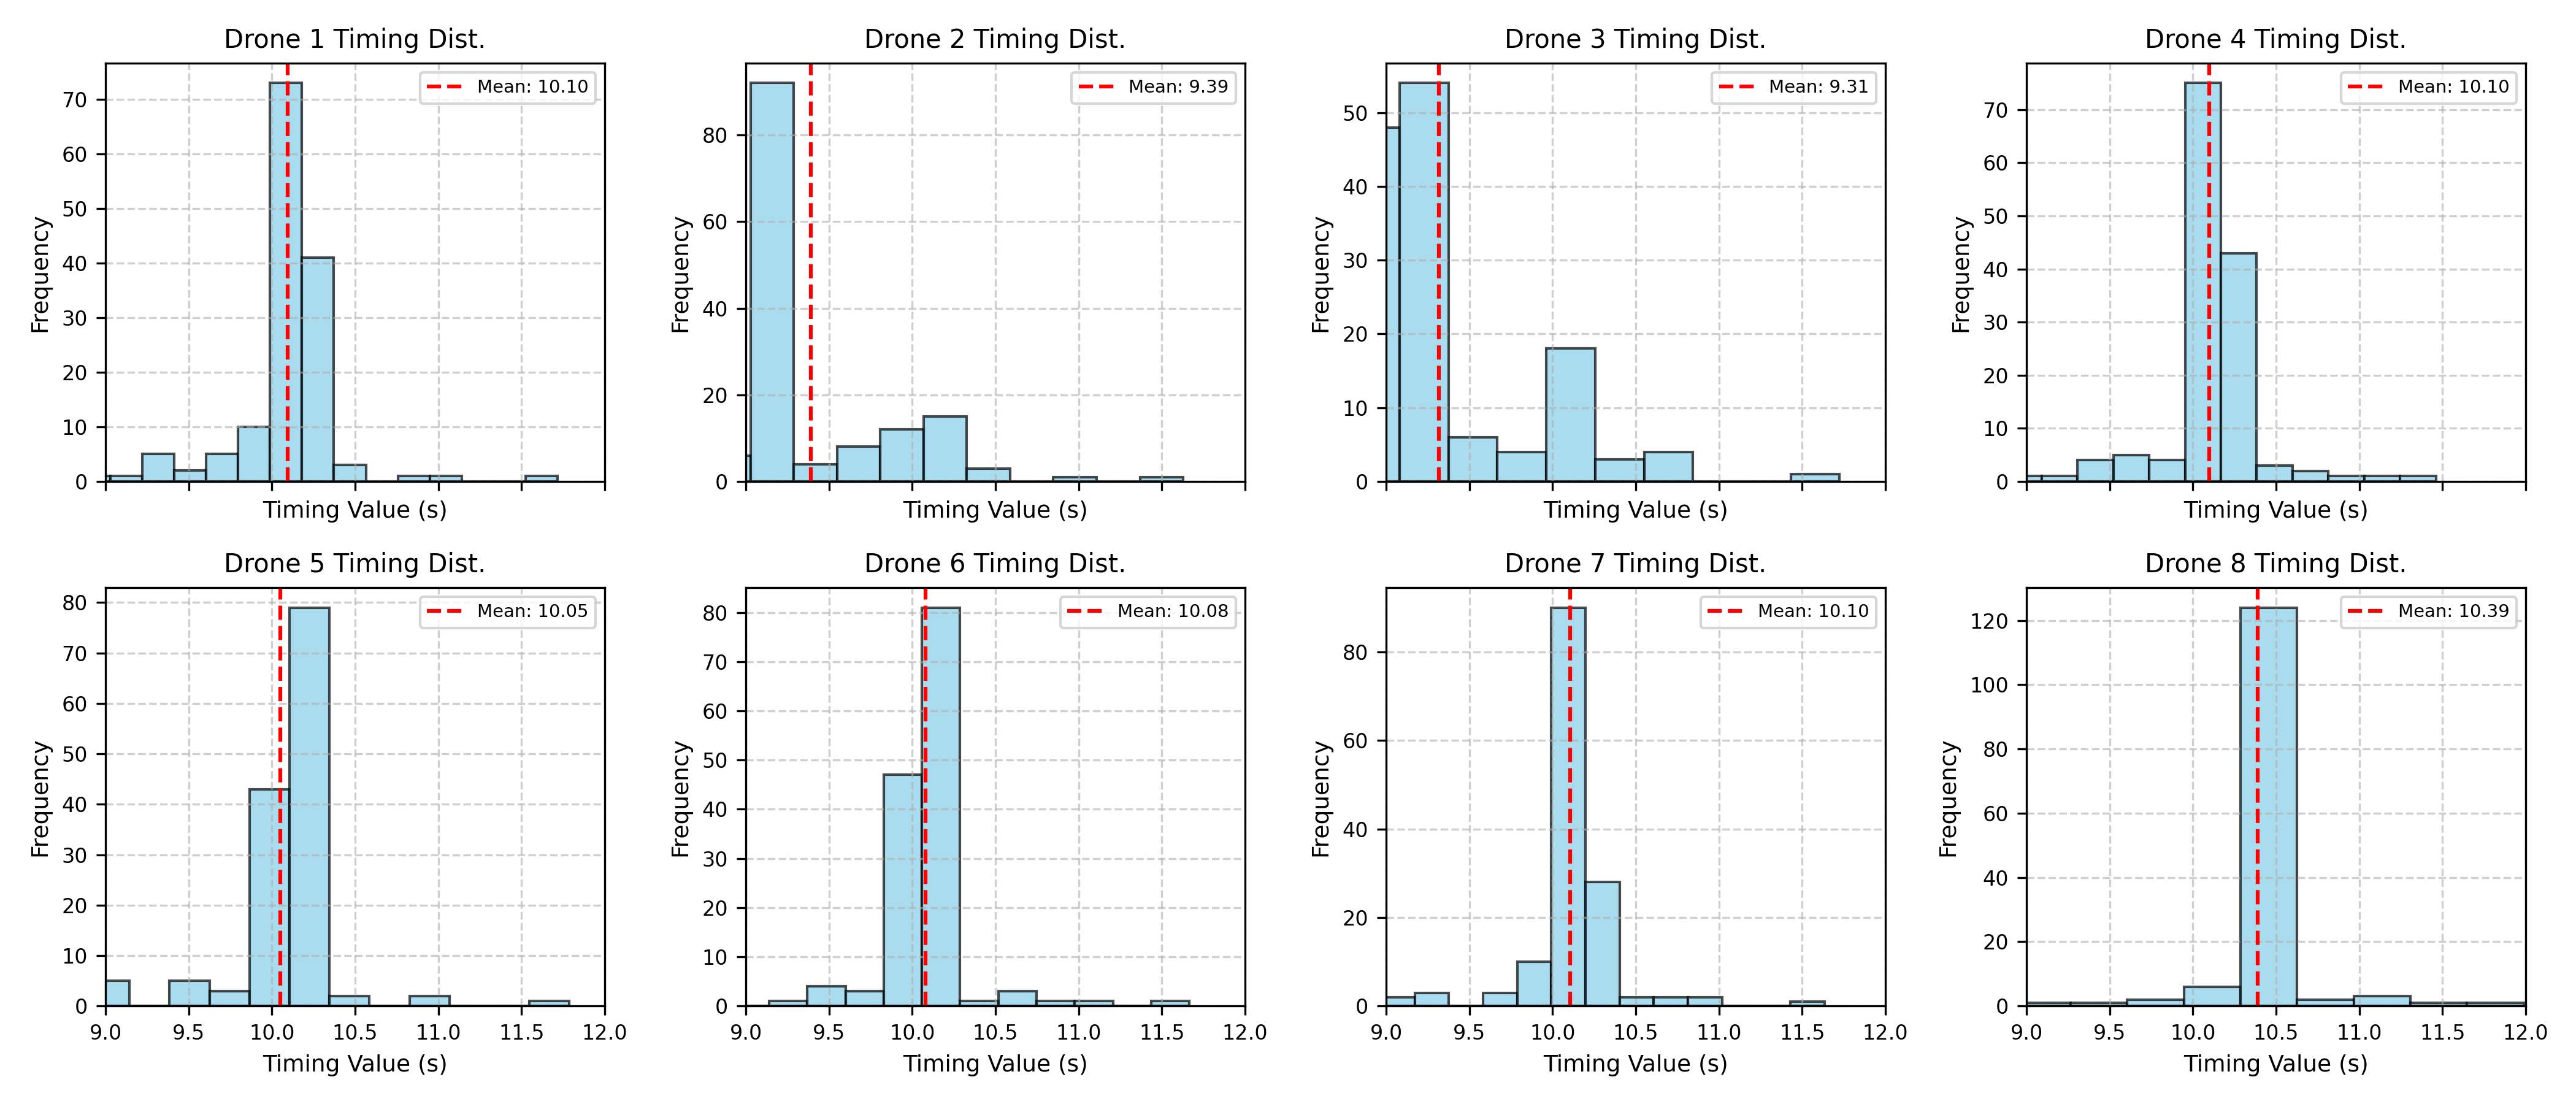 Drone 1 Timing Dist.
Mean: 10.10
Frequency
70
60
50
40
30
20
10
0
Timing Value (s)
Drone 2 Timing Dist.
Mean: 9.39
Frequency
80
60
40
20
0
Timing Value (s)
Drone 3 Timing Dist.
Mean: 9.31
Frequency
50
40
30
20
10
0
Timing Value (s)
Drone 4 Timing Dist.
Mean: 10.10
Frequency
70
60
50
40
30
20
10
0
Timing Value (s)
Drone 5 Timing Dist.
Mean: 10.05
Frequency
80
70
60
50
40
30
20
10
0
9.0 9.5 10.0 10.5 11.0 11.5 12.0
Timing Value (s)
Drone 6 Timing Dist.
Mean: 10.08
Frequency
80
70
60
50
40
30
20
10
0
9.0 9.5 10.0 10.5 11.0 11.5 12.0
Timing Value (s)
Drone 7 Timing Dist.
Mean: 10.10
Frequency
80
60
40
20
0
9.0 9.5 10.0 10.5 11.0 11.5 12.0
Timing Value (s)
Drone 8 Timing Dist.
Mean: 10.39
Frequency
120
100
80
60
40
20
0
9.0 9.5 10.0 10.5 11.0 11.5 12.0
Timing Value (s)